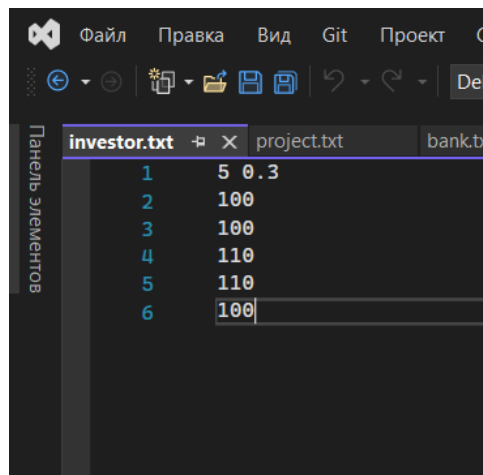 Файл Правка Вид Git Проект
De
Панель элементов
investor.txt project.txt bank.tx
1 5 0.3
2 100
3 100
4 110
5 110
6 100